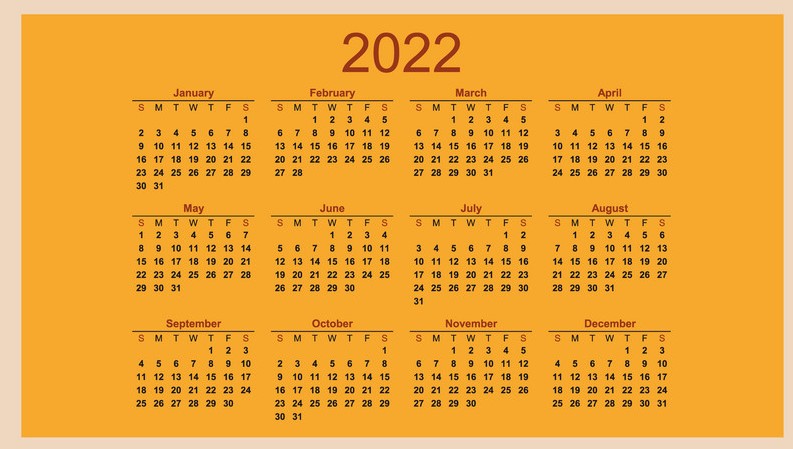 2022
January February March April
S M T W T F S S M T W T F S S M T W T F S S M T W T F S
1 1 2 3 4 5 1 2 3 4 5 1 2
2 3 4 5 6 7 8 6 7 8 9 10 11 12 6 7 8 9 10 11 12 3 4 5 6 7 8 9
9 10 11 12 13 14 15 13 14 15 16 17 18 19 13 14 15 16 17 18 19 10 11 12 13 14 15 16
16 17 18 19 20 21 22 20 21 22 23 24 25 26 20 21 22 23 24 25 26 17 18 19 20 21 22 23
23 24 25 26 27 28 29 27 28 27 28 29 30 31 24 25 26 27 28 29 30
30 31
May June July August
S M T W T F S S M T W T F S S M T W T F S S M T W T F S
1 2 3 4 5 6 7 1 2 3 4 1 2 1 2 3 4 5 6
8 9 10 11 12 13 14 5 6 7 8 9 10 11 3 4 5 6 7 8 9 7 8 9 10 11 12 13
15 16 17 18 19 20 21 12 13 14 15 16 17 18 10 11 12 13 14 15 16 14 15 16 17 18 19 20
22 23 24 25 26 27 28 19 20 21 22 23 24 25 17 18 19 20 21 22 23 21 22 23 24 25 26 27
29 30 31 26 27 28 29 30 24 25 26 27 28 29 30 28 29 30 31
31
September October November December
S M T W T F S S M T W T F S S M T W T F S S M T W T F S
1 2 3 1 1 2 3 4 5 1 2 3
4 5 6 7 8 9 10 2 3 4 5 6 7 8 6 7 8 9 10 11 12 4 5 6 7 8 9 10
11 12 13 14 15 16 17 9 10 11 12 13 14 15 13 14 15 16 17 18 19 11 12 13 14 15 16 17
18 19 20 21 22 23 24 16 17 18 19 20 21 22 20 21 22 23 24 25 26 18 19 20 21 22 23 24
25 26 27 28 29 30 23 24 25 26 27 28 29 27 28 29 30 25 26 27 28 29 30 31
30 31